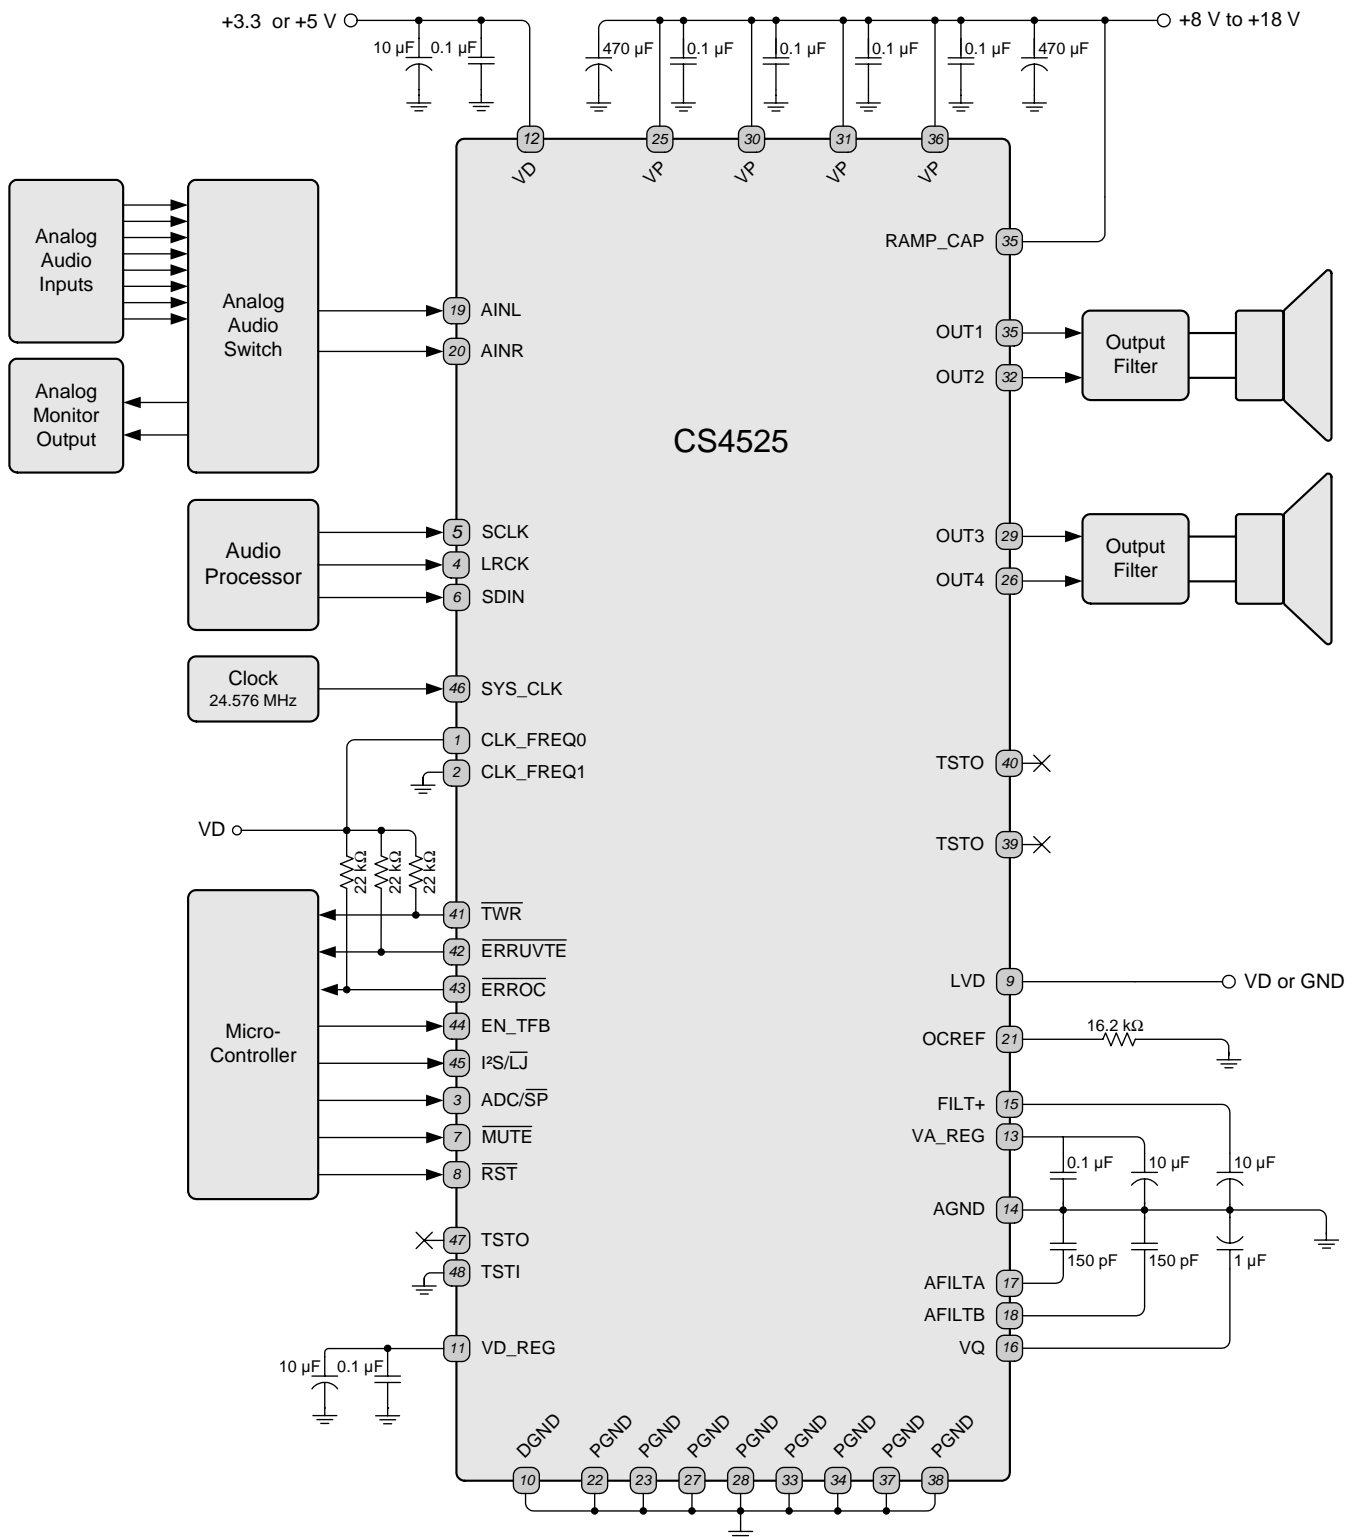 +3.3 or +5 V
10 µF
0.1 µF
470 µF
0.1 µF
0.1 µF
0.1 µF
0.1 µF
470 µF
+8 V to +18 V
12
25
30
31
36
VD
VP
VP
VP
VP
Analog
Audio
Inputs
Analog
Audio
Switch
Analog
Monitor
Output
19 AINL
20 AINR
RAMP_CAP 35
OUT1 35
OUT2 32
Output
Filter
CS4525
Audio
Processor
5 SCLK
4 LRCK
6 SDIN
OUT3 29
OUT4 26
Output
Filter
Clock
24.576 MHz
46 SYS_CLK
1 CLK_FREQ0
2 CLK_FREQ1
TSTO 40
TSTO 39
VD
22 kΩ
22 kΩ
22 kΩ
Micro-
Controller
41 TWR
42 ERRUVTE
43 ERROC
44 EN_TFB
45 I²S/LJ
3 ADC/SP
7 MUTE
8 RST
47 TSTO
48 TSTI
11 VD_REG
10 µF
0.1 µF
LVD 9
VD or GND
OCREF 21
16.2 kΩ
FILT+ 15
VA_REG 13
0.1 µF
10 µF
10 µF
AGND 14
150 pF
150 pF
1 µF
AFILTA 17
AFILTB 18
VQ 16
DGND
PGND
PGND
PGND
PGND
PGND
PGND
PGND
PGND
10
22
23
27
28
33
34
37
38